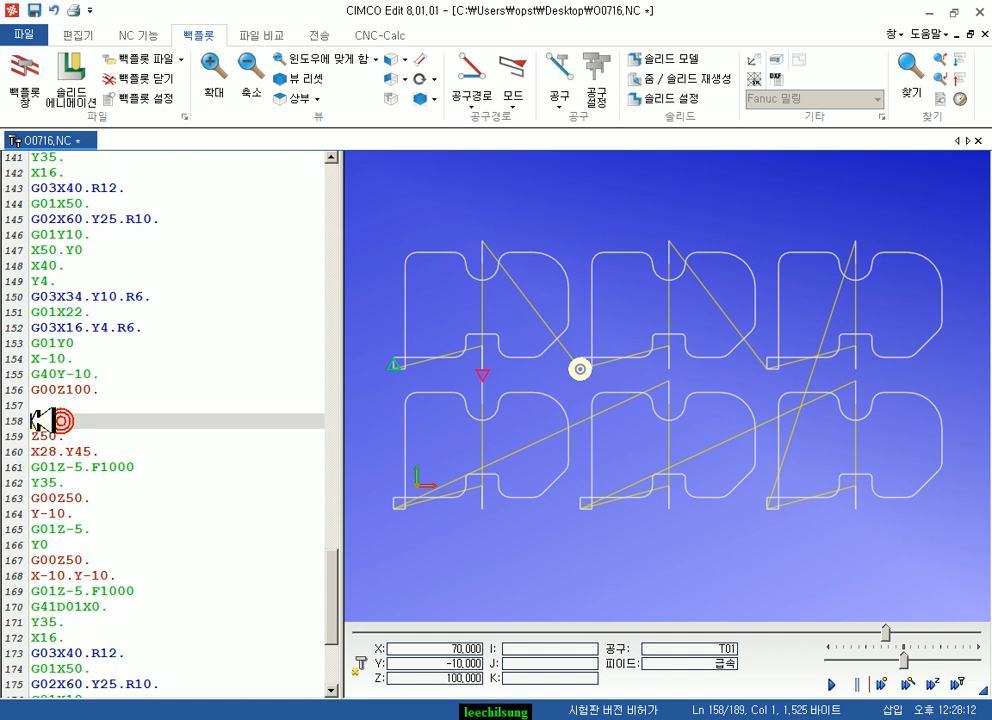 CIMCO Edit 8,01,01 - [C:₩Users₩opst₩Desktop₩O0716,NC *]
파일 편집기 NC 기능 백플롯 파일 비교 전송 CNC-Calc 창 도움말
백플롯 창
솔리드 에니메이션
백플롯 파일
백플롯 닫기
백플롯 설정
파일
확대
축소
윈도우에 맞게 함
뷰 리셋
상부
뷰
공구경로
모드
공구경로
공구
공구 설정
공구
솔리드 모델
줌 / 솔리드 재생성
솔리드 설정
솔리드
DXF
Fanuc 밀링
기타
찾기
찾기
O0716,NC *
141 Y35.
142 X16.
143 G03X40.R12.
144 G01X50.
145 G02X60.Y25.R10.
146 G01Y10.
147 X50.Y0
148 X40.
149 Y4.
150 G03X34.Y10.R6.
151 G01X22.
152 G03X16.Y4.R6.
153 G01Y0
154 X-10.
155 G40Y-10.
156 G00Z100.
157
158
159 Z50.
160 X28.Y45.
161 G01Z-5.F1000
162 Y35.
163 G00Z50.
164 Y-10.
165 G01Z-5.
166 Y0
167 G00Z50.
168 X-10.Y-10.
169 G01Z-5.F1000
170 G41D01X0.
171 Y35.
172 X16.
173 G03X40.R12.
174 G01X50.
175 G02X60.Y25.R10.
X: 70,000 I: 공구: T01
Y: -10,000 J: 피이드: 급속
Z: 100,000 K:
leechilsung 시험판 버전 비허가 Ln 158/189, Col 1, 1,525 바이트 삽입 오후 12:28:12